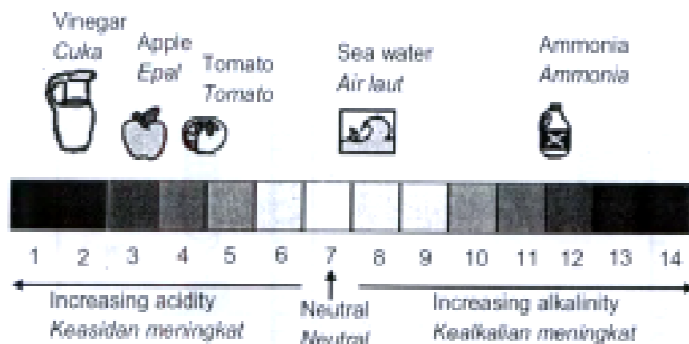 Vinegar
Cuka
Apple
Epal
Tomato
Tomato
Sea water
Air laut
Ammonia
Ammonia
1 2 3 4 5 6 7 8 9 10 11 12 13 14
Increasing acidity
Keasidan meningkat
Neutral
Neutral
Increasing alkalinity
Kealkalian meningkat